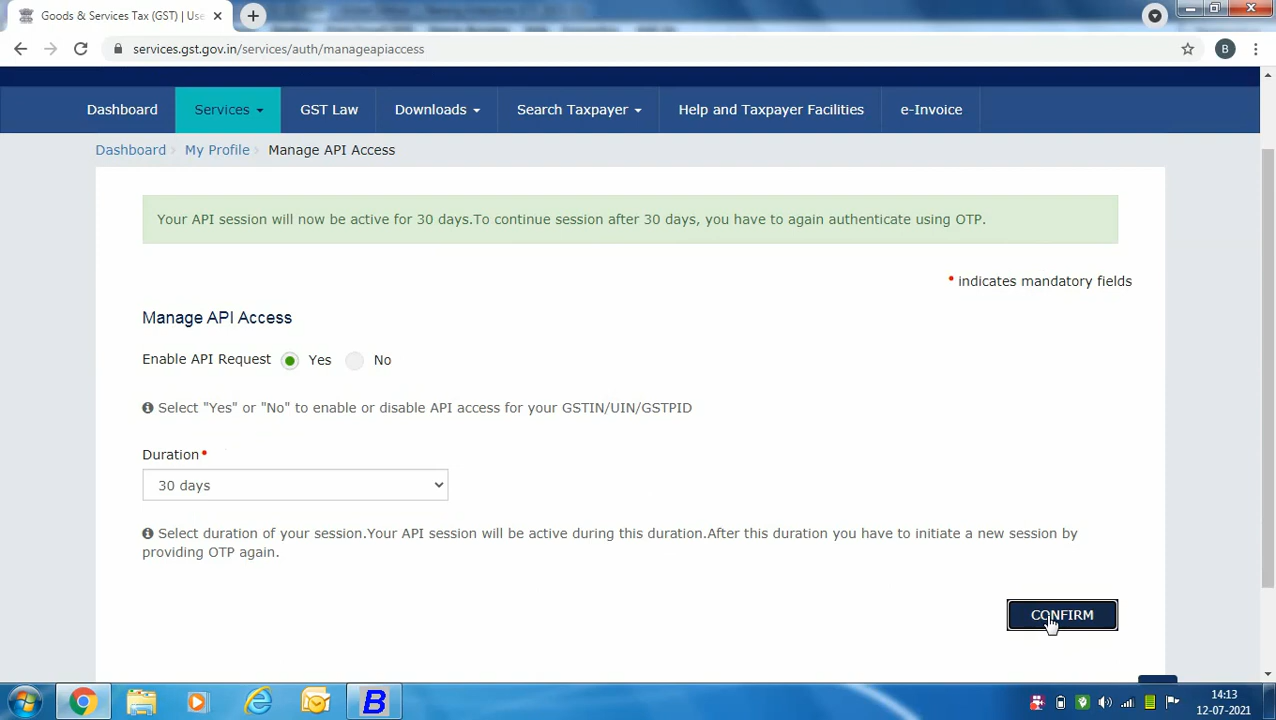 Goods & Services Tax (GST) | Use
services.gst.gov.in/services/auth/manageapiaccess
B
Dashboard Services GST Law Downloads Search Taxpayer Help and Taxpayer Facilities e-Invoice
Dashboard My Profile Manage API Access
Your API session will now be active for 30 days.To continue session after 30 days, you have to again authenticate using OTP.
• indicates mandatory fields
Manage API Access
Enable API Request Yes No
Select "Yes" or "No" to enable or disable API access for your GSTIN/UIN/GSTPID
Duration •
30 days
Select duration of your session.Your API session will be active during this duration.After this duration you have to initiate a new session by
providing OTP again.
CONFIRM
B
14:13
12-07-2021